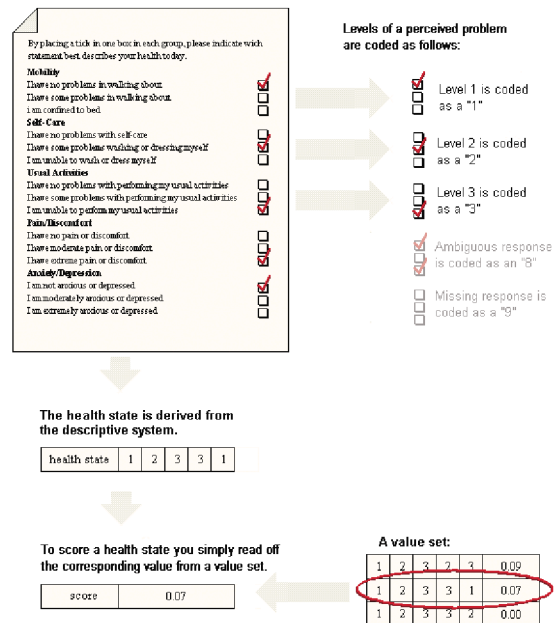 By placing a tick in one box in each group, please indicate wich
statement best describes your health today.
Mobility
I have no problems in walking about
I have some problems in walking about
i am confined to bed
Self-Care
I have no problems with self-care
I have some problems washing or dressing myself
I am unable to wash or dress myself
Usual Activities
I have no problems with performing my usual activities
I have some problems with performing my usual activities
I am unable to perform my usual activities
Pain/Discomfort
I have no pain or discomfort
I have moderate pain or discomfort
I have extreme pain or discomfort
Anxiety/Depression
I am not anxious or depressed
I am moderately anxious or depressed
I am extremely anxious or depressed
Levels of a perceived problem
are coded as follows:
Level 1 is coded
as a "1"
Level 2 is coded
as a "2"
Level 3 is coded
as a "3"
Ambiguous response
is coded as an "8"
Missing response is
coded as a "9"
The health state is derived from
the descriptive system.
health state 1 2 3 3 1
To score a health state you simply read off
the corresponding value from a value set.
score 0.07
A value set:
1 2 3 2 3 0.09
1 2 3 3 1 0.07
1 2 3 3 2 0.00